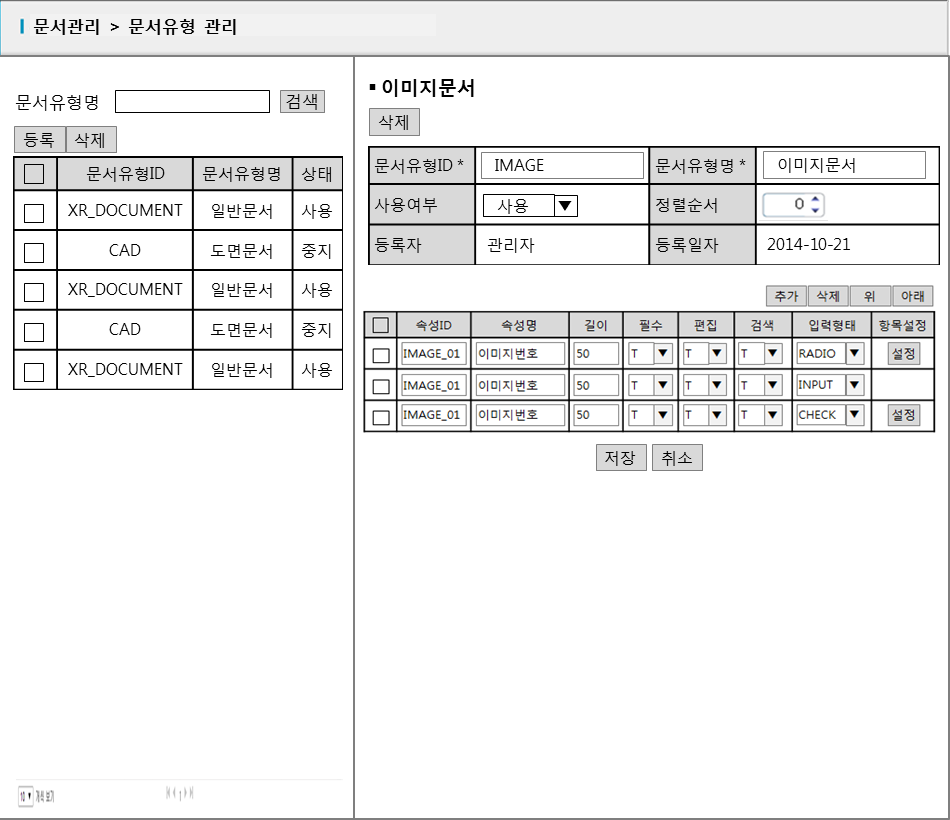 문서관리 > 문서유형 관리
문서유형명 검색
등록 삭제
문서유형ID 문서유형명 상태
XR_DOCUMENT 일반문서 사용
CAD 도면문서 중지
XR_DOCUMENT 일반문서 사용
CAD 도면문서 중지
XR_DOCUMENT 일반문서 사용
10 개씩 보기
1
▪ 이미지문서
삭제
문서유형ID * IMAGE 문서유형명 * 이미지문서
사용여부 사용 정렬순서 0
등록자 관리자 등록일자 2014-10-21
추가 삭제 위 아래
속성ID 속성명 길이 필수 편집 검색 입력형태 항목설정
IMAGE_01 이미지번호 50 T T T RADIO 설정
IMAGE_01 이미지번호 50 T T T INPUT
IMAGE_01 이미지번호 50 T T T CHECK 설정
저장 취소